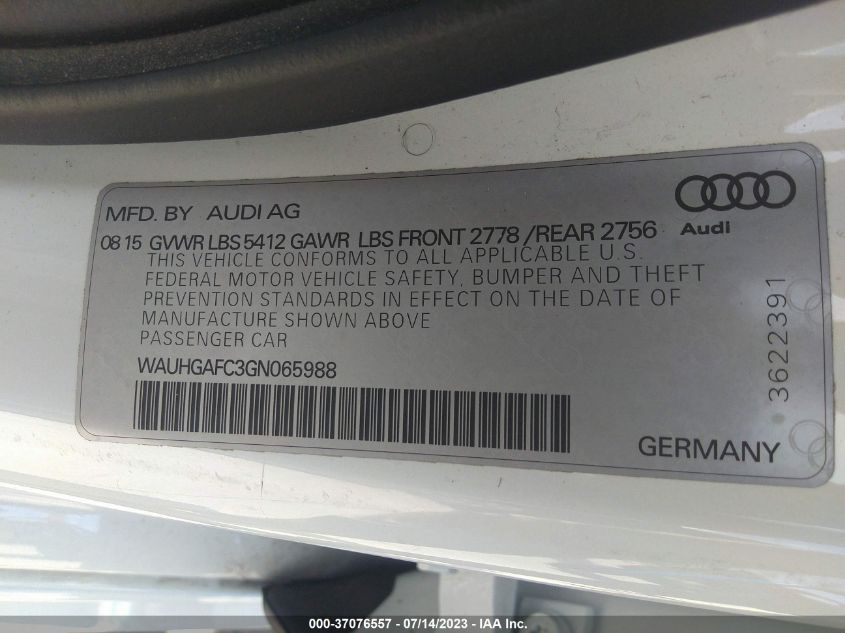 MFD. BY AUDI AG
08 15 GVWR LBS 5412 GAWR LBS FRONT 2778 /REAR 2756
THIS VEHICLE CONFORMS TO ALL APPLICABLE U.S.
FEDERAL MOTOR VEHICLE SAFETY, BUMPER AND THEFT
PREVENTION STANDARDS IN EFFECT ON THE DATE OF
MANUFACTURE SHOWN ABOVE
PASSENGER CAR
WAUHGAFC3GN065988
Audi
3622391
GERMANY
000-37076557 - 07/14/2023 - IAA Inc.